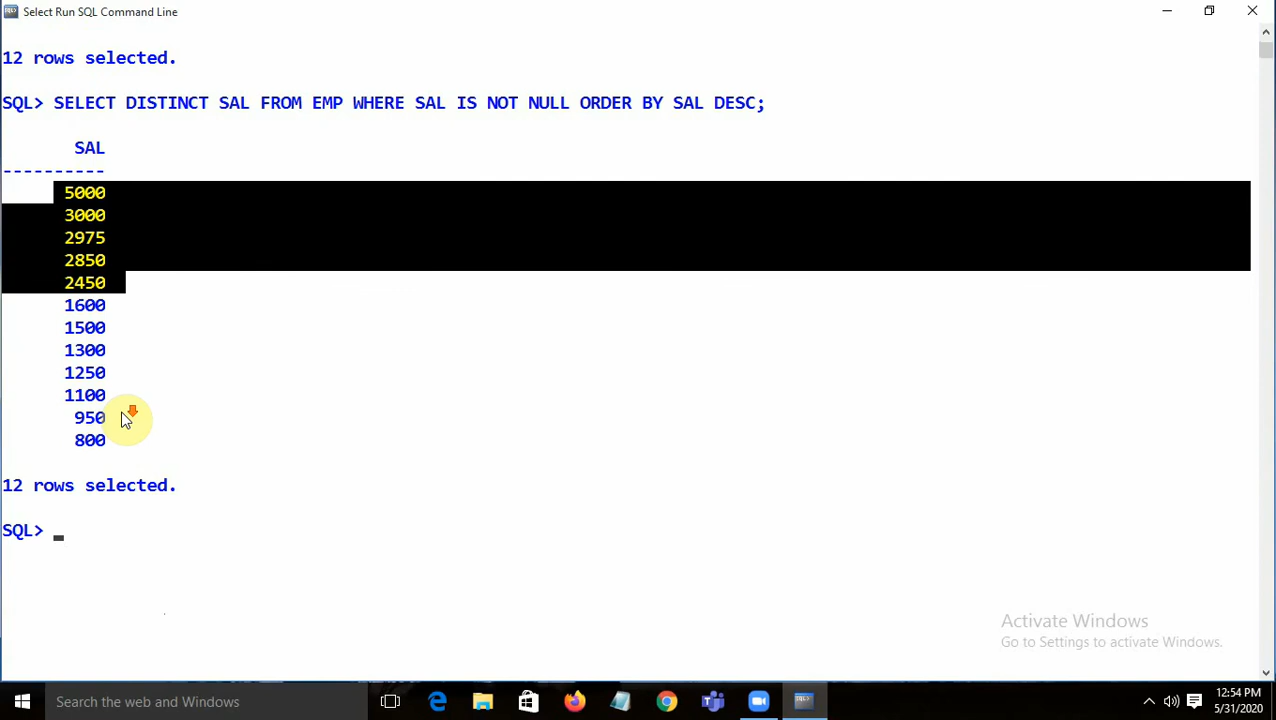 Select Run SQL Command Line
12 rows selected.
SQL> SELECT DISTINCT SAL FROM EMP WHERE SAL IS NOT NULL ORDER BY SAL DESC;
SAL
----------
5000
3000
2975
2850
2450
1600
1500
1300
1250
1100
950
800
12 rows selected.
SQL> _
Activate Windows
Go to Settings to activate Windows.
Search the web and Windows
12:54 PM
5/31/2020